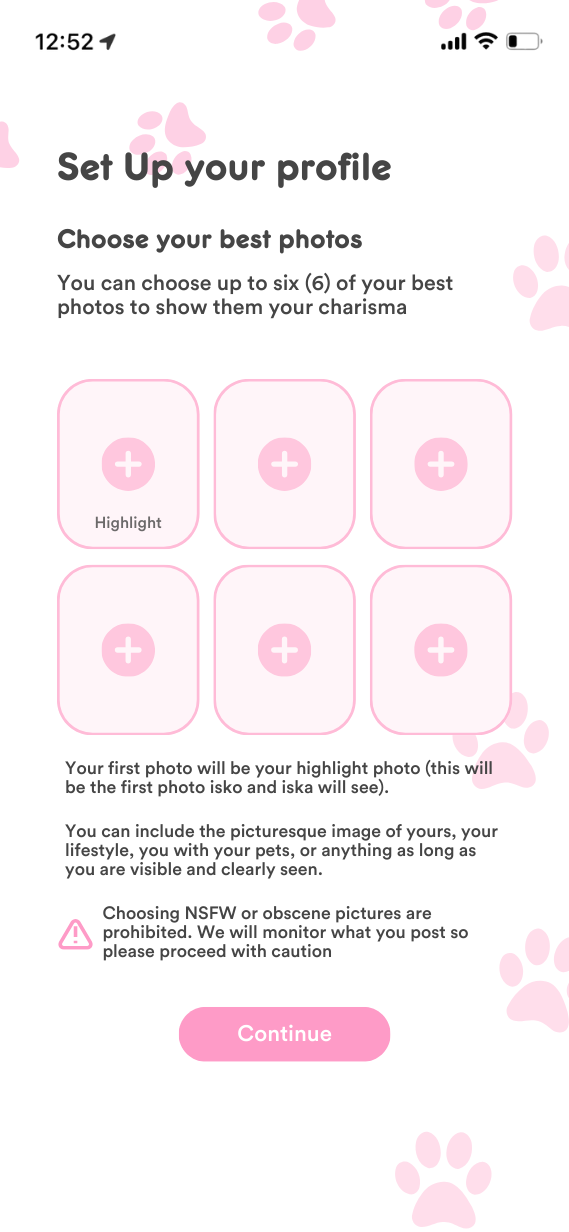 12:52
Set Up your profile
Choose your best photos
You can choose up to six (6) of your best
photos to show them your charisma
Highlight
Your first photo will be your highlight photo (this will
be the first photo isko and iska will see).
You can include the picturesque image of yours, your
lifestyle, you with your pets, or anything as long as
you are visible and clearly seen.
Choosing NSFW or obscene pictures are
prohibited. We will monitor what you post so
please proceed with caution
Continue